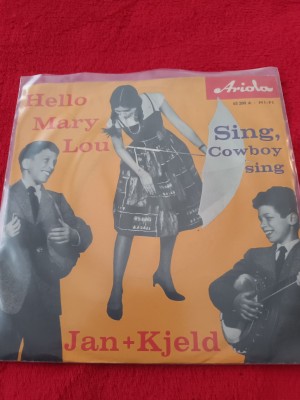 Ariola
Hello
Mary
Lou
Sing,
Cowboy
sing
Jan+Kjeld